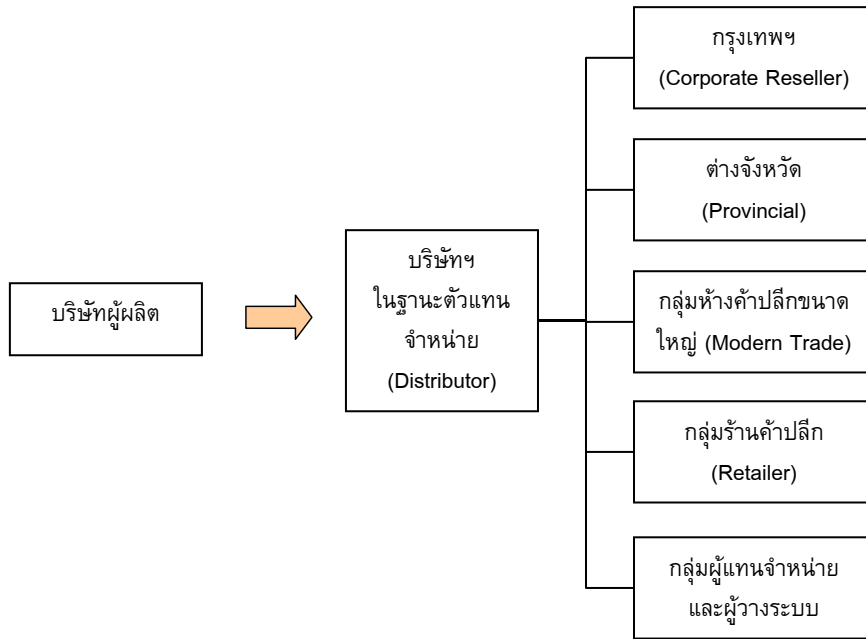 บริษัทผู้ผลิต
บริษัทฯ
ในฐานะตัวแทน
จำหน่าย
(Distributor)
กรุงเทพฯ
(Corporate Reseller)
ต่างจังหวัด
(Provincial)
กลุ่มห้างค้าปลีกขนาด
ใหญ่ (Modern Trade)
กลุ่มร้านค้าปลีก
(Retailer)
กลุ่มผู้แทนจำหน่าย
และผู้วางระบบ